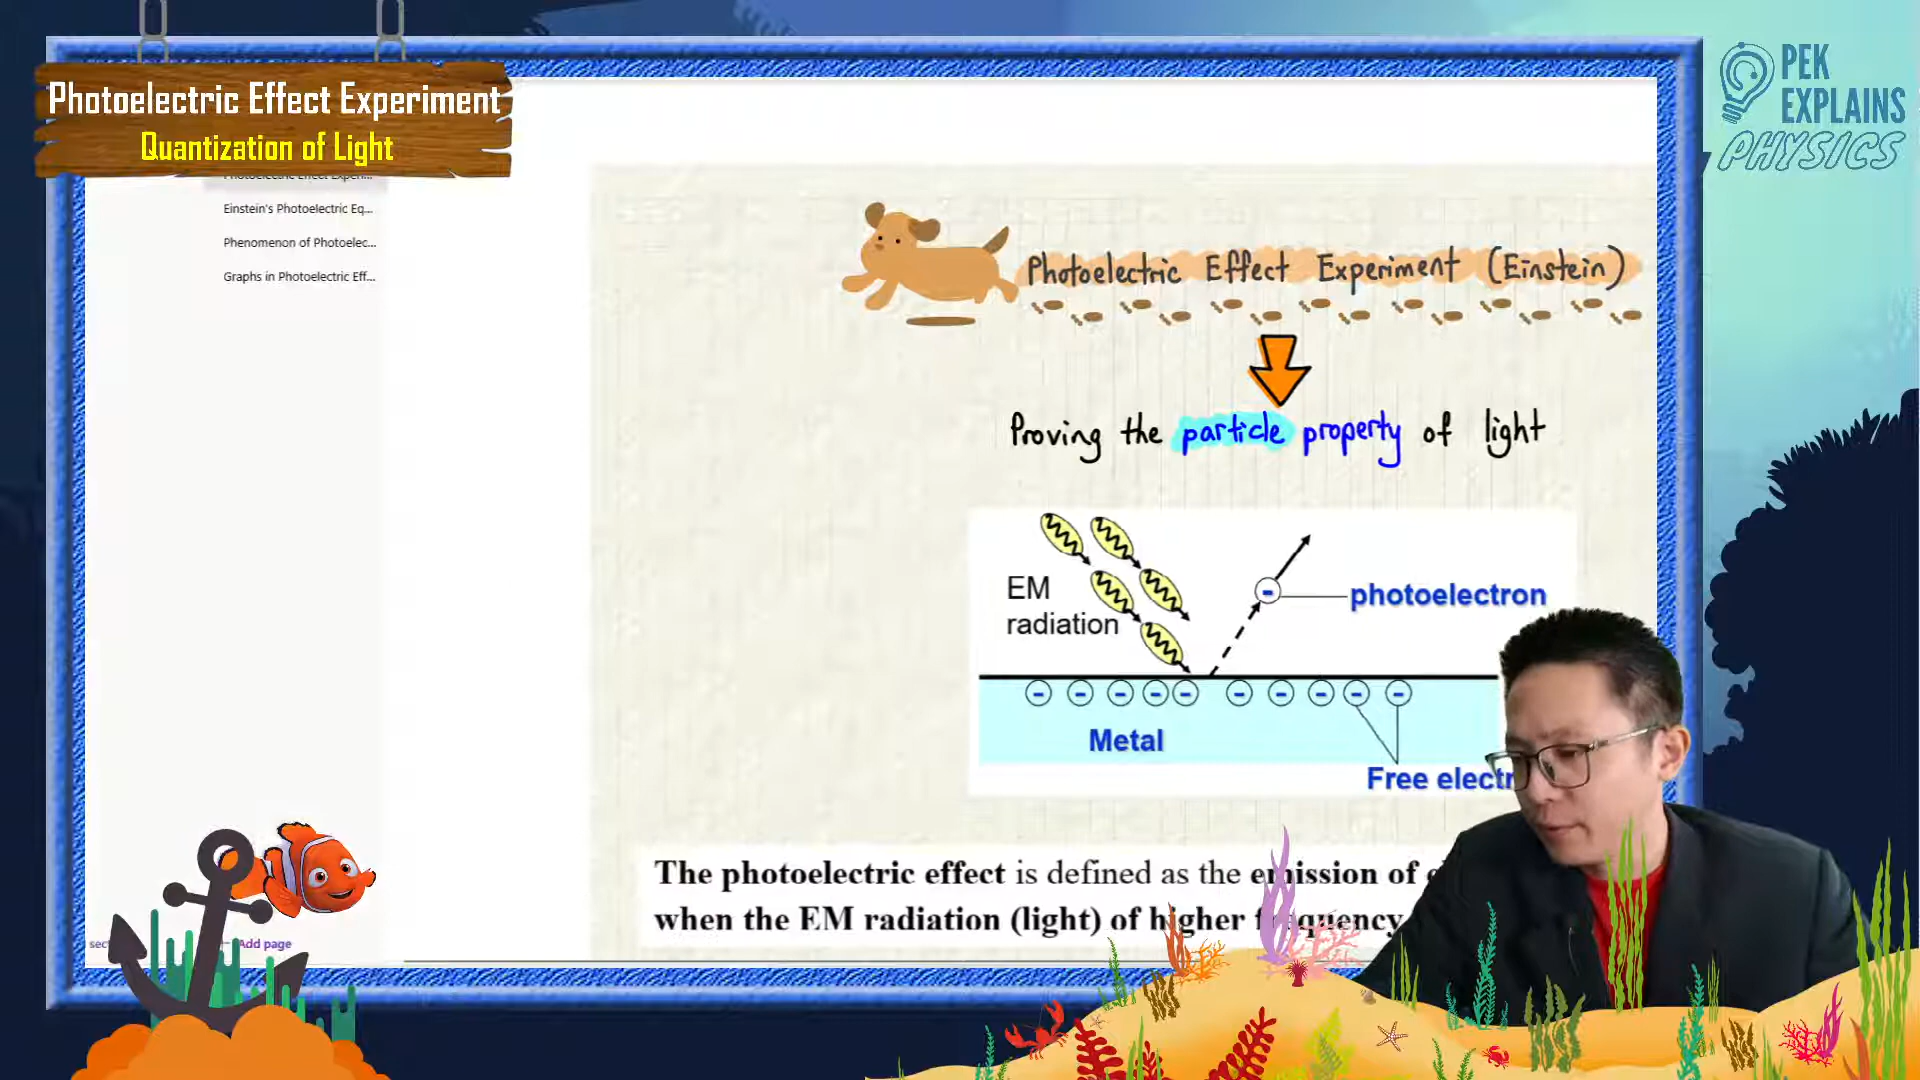 Photoelectric Effect Experiment
Quantization of Light
PEK
EXPLAINS
PHYSICS
Photoelectric Effect Experi...
Einstein's Photoelectric Eq...
Phenomenon of Photoelec...
Graphs in Photoelectric Eff...
Photoelectric Effect Experiment (Einstein)
Proving the particle property of light
EM
radiation
photoelectron
Metal
Free electr
The photoelectric effect is defined as the emission of
when the EM radiation (light) of higher frequency
sec
Add page